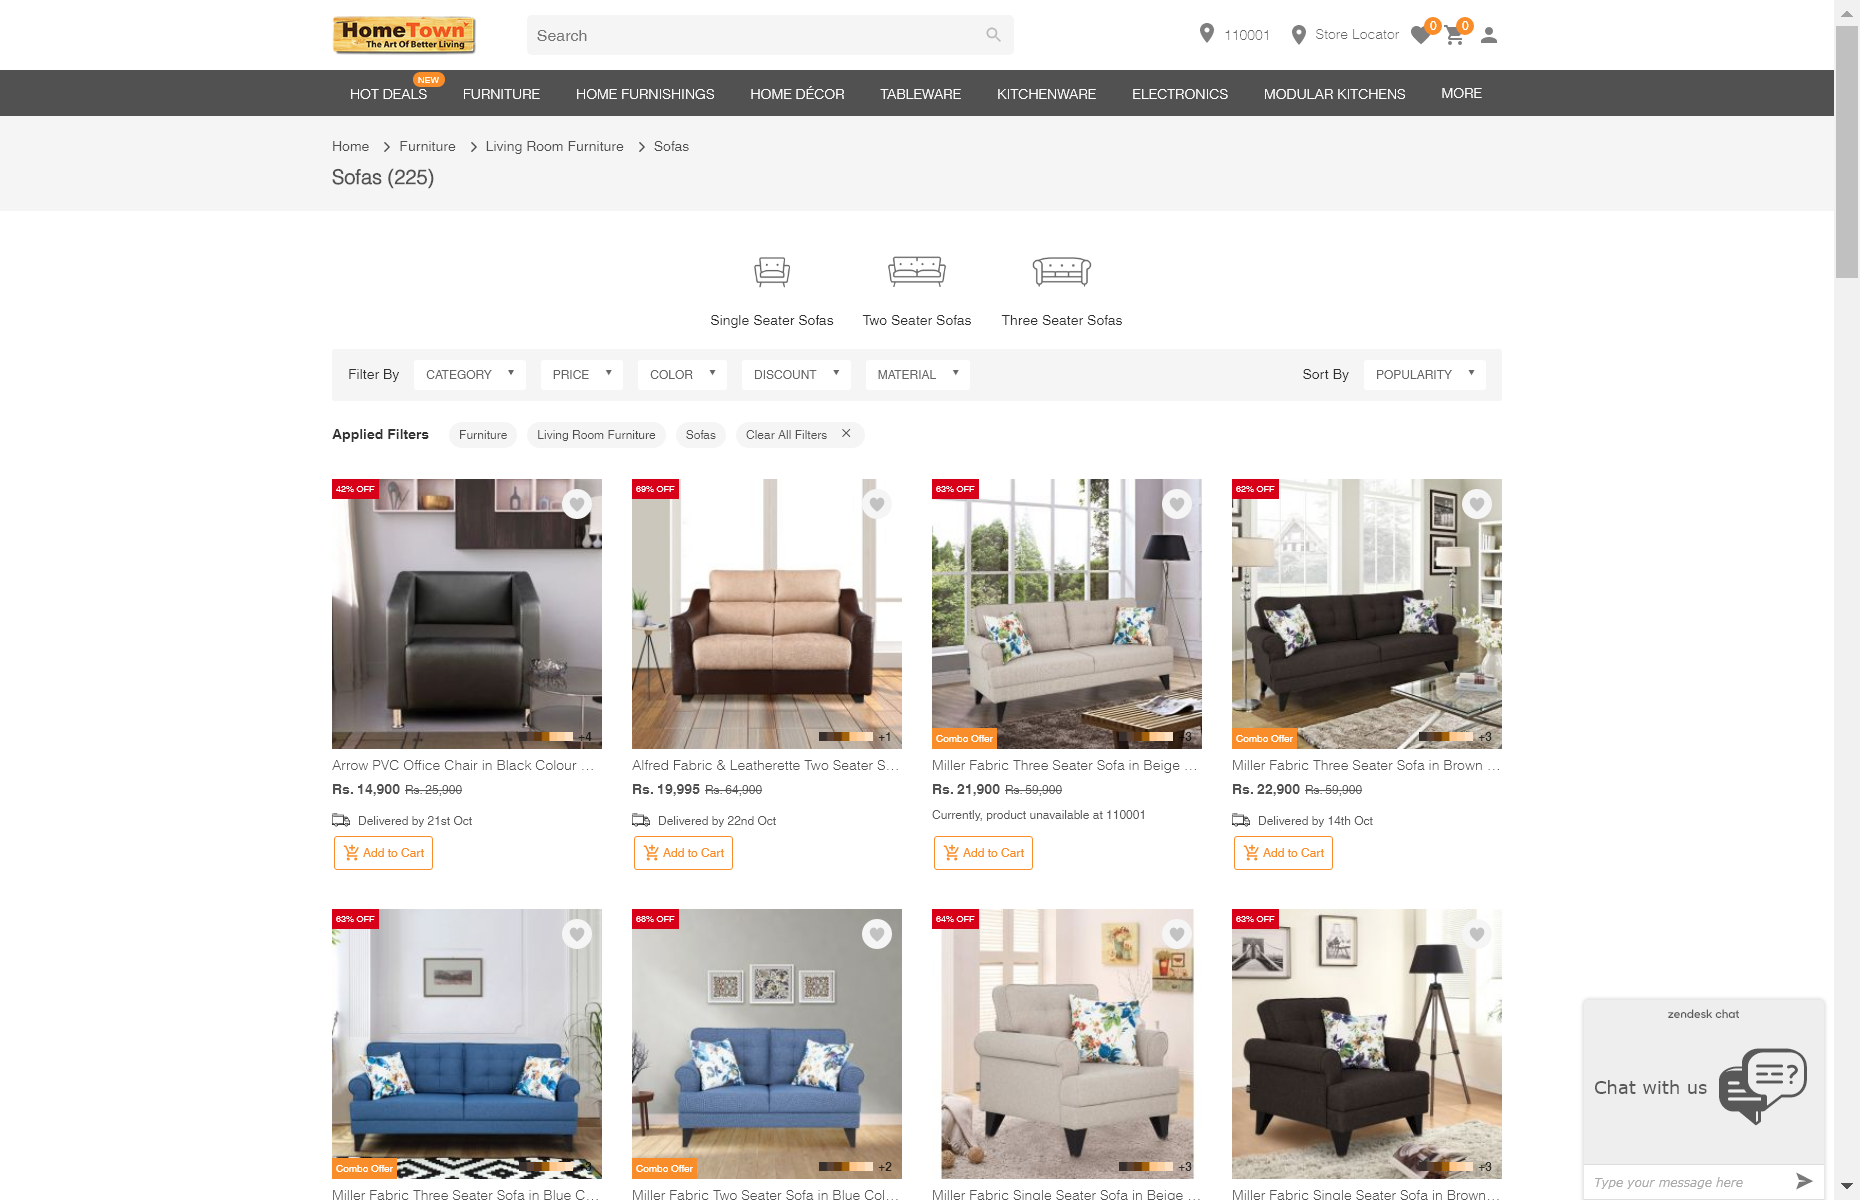 HomeTown
The Art Of Better Living
Search
110001
Store Locator
0
0
NEW
HOT DEALS
FURNITURE
HOME FURNISHINGS
HOME DÉCOR
TABLEWARE
KITCHENWARE
ELECTRONICS
MODULAR KITCHENS
MORE
Home
Furniture
Living Room Furniture
Sofas
Sofas (225)
Single Seater Sofas
Two Seater Sofas
Three Seater Sofas
Filter By
CATEGORY
PRICE
COLOR
DISCOUNT
MATERIAL
Sort By
POPULARITY
Applied Filters
Furniture
Living Room Furniture
Sofas
Clear All Filters
42% OFF
+4
Arrow PVC Office Chair in Black Colour ...
Rs. 14,900 Rs. 25,900
Delivered by 21st Oct
Add to Cart
69% OFF
+1
Alfred Fabric & Leatherette Two Seater S...
Rs. 19,995 Rs. 64,900
Delivered by 22nd Oct
Add to Cart
63% OFF
Combo Offer
+3
Miller Fabric Three Seater Sofa in Beige ...
Rs. 21,900 Rs. 59,900
Currently, product unavailable at 110001
Add to Cart
62% OFF
Combo Offer
+3
Miller Fabric Three Seater Sofa in Brown ...
Rs. 22,900 Rs. 59,900
Delivered by 14th Oct
Add to Cart
63% OFF
Combo Offer
+3
Miller Fabric Three Seater Sofa in Blue C...
68% OFF
Combo Offer
+2
Miller Fabric Two Seater Sofa in Blue Col...
64% OFF
+3
Miller Fabric Single Seater Sofa in Beige ...
63% OFF
+3
Miller Fabric Single Seater Sofa in Brown...
zendesk chat
Chat with us
Type your message here